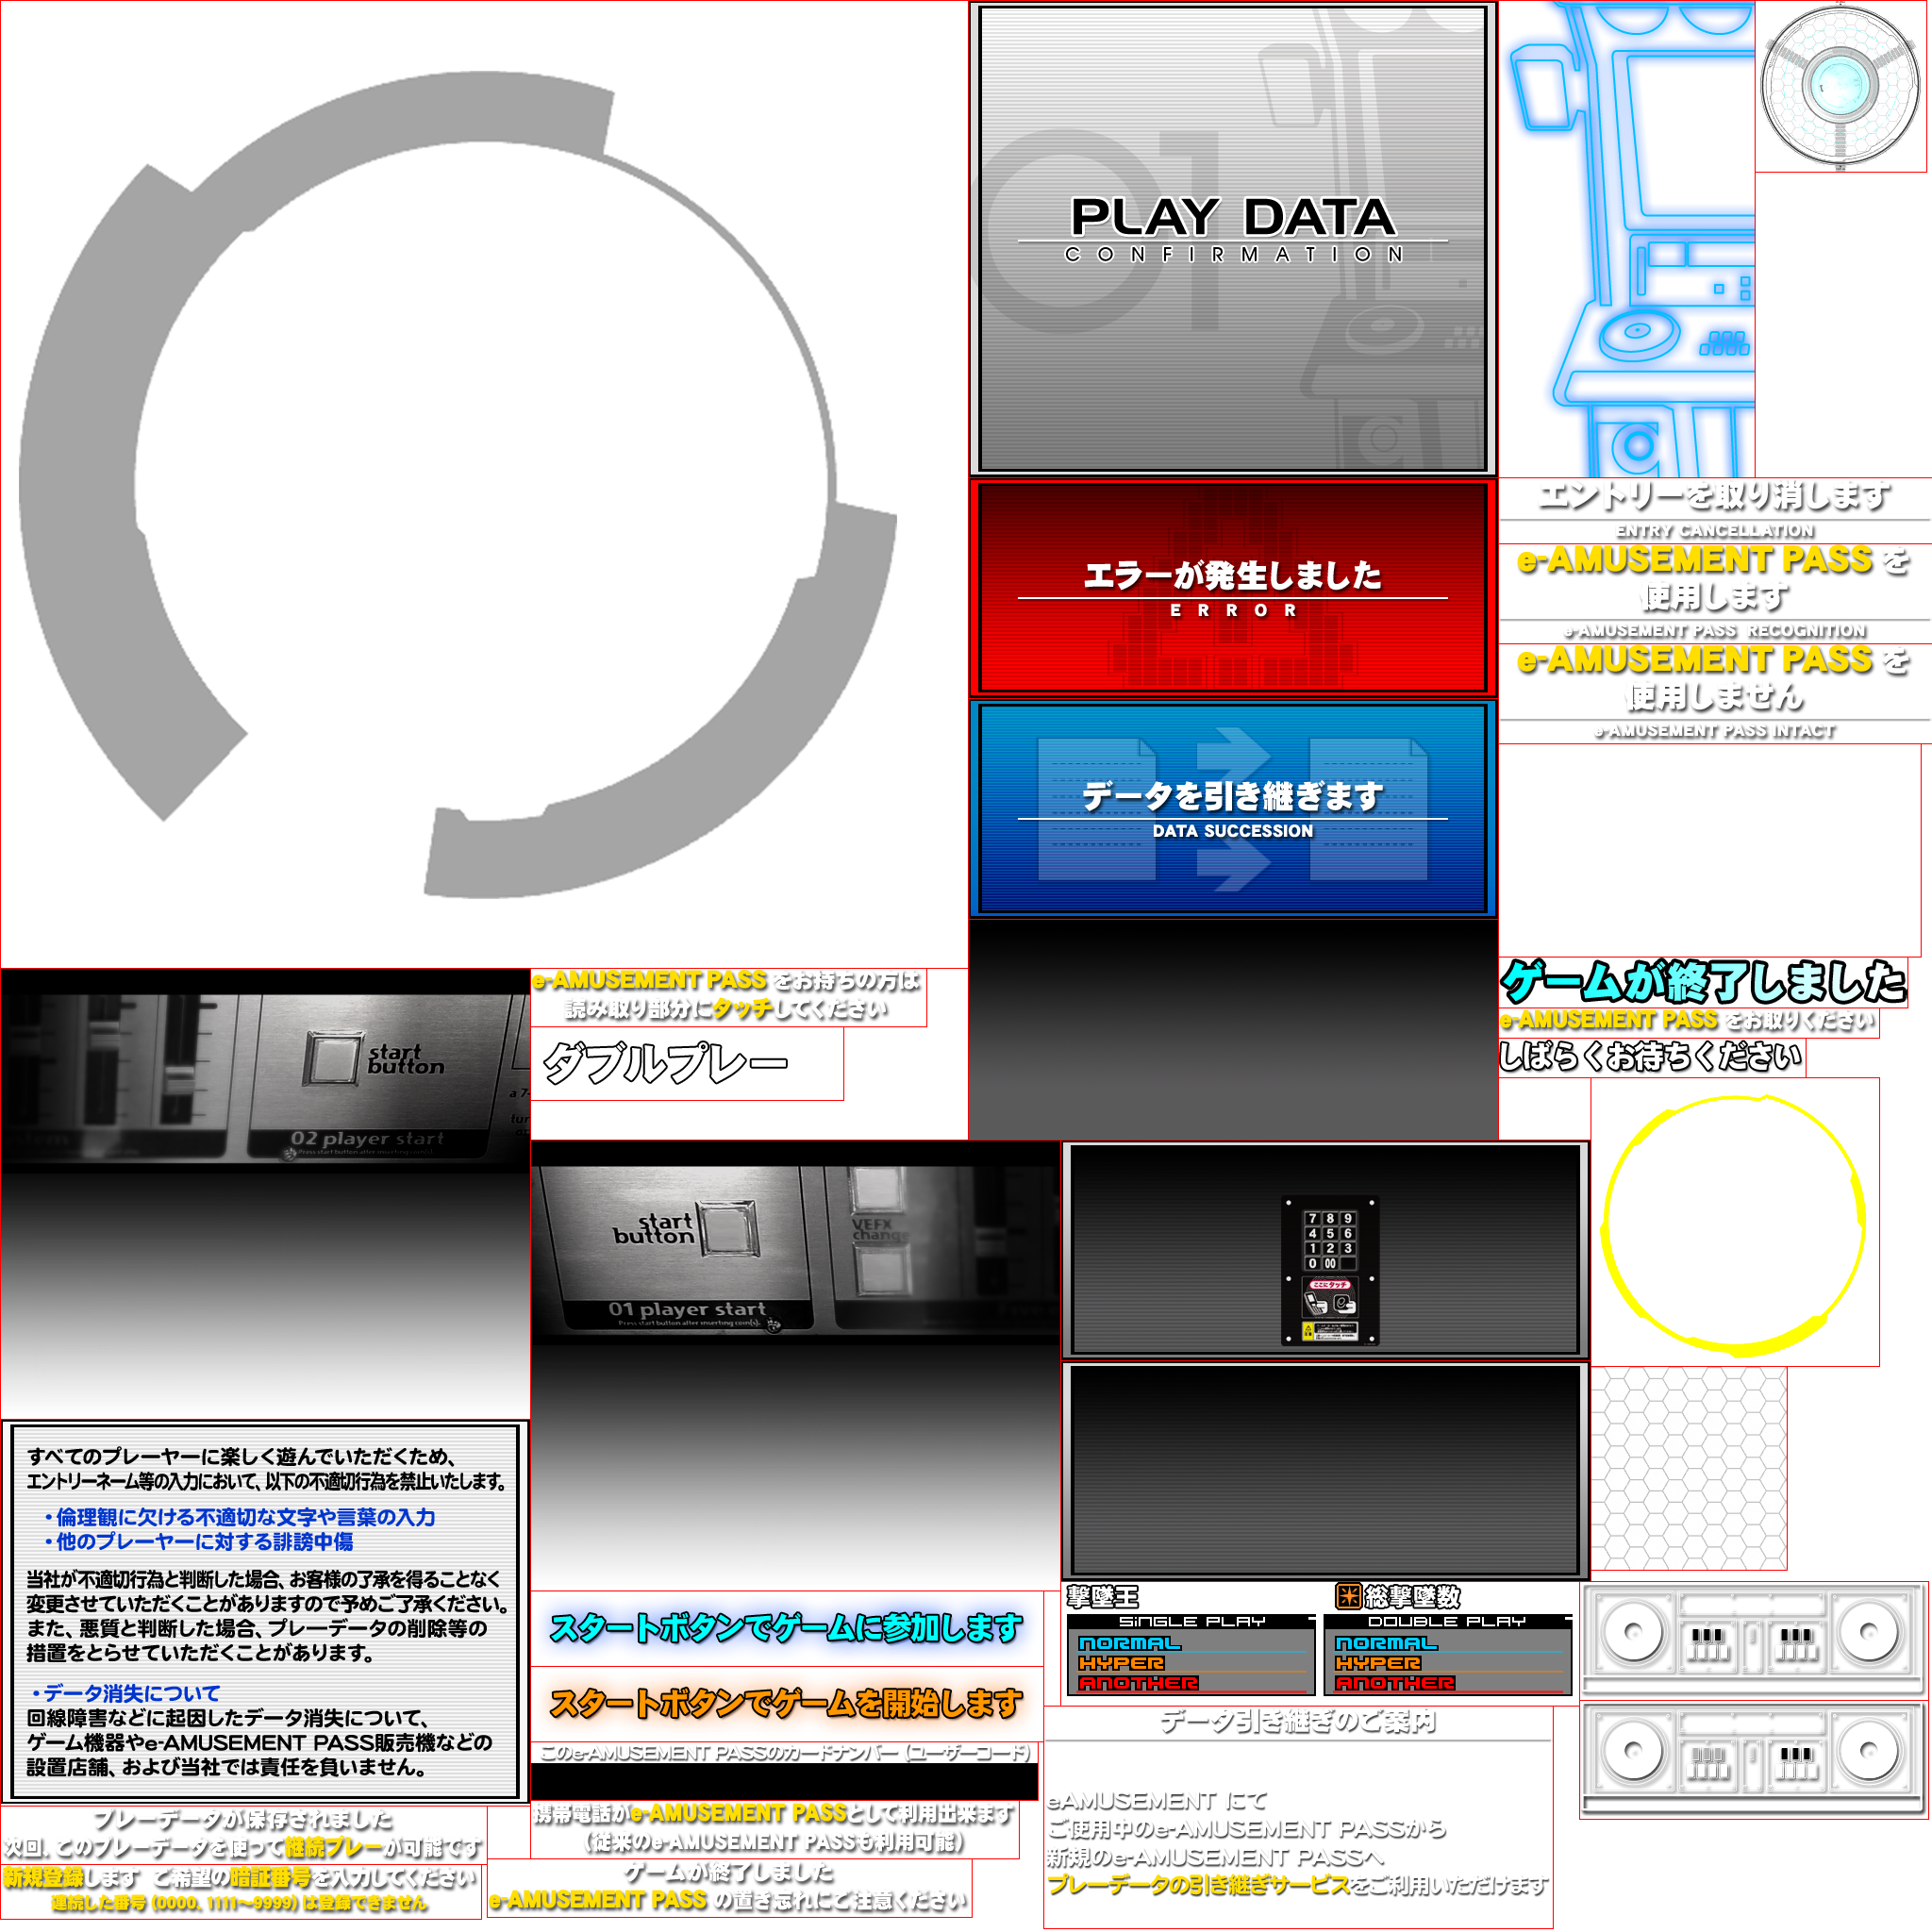 PLAY DATA
CONFIRMATION
エラーが発生しました
ERROR
データを引き継ぎます
DATA SUCCESSION
エントリーを取り消します
ENTRY CANCELLATION
e-AMUSEMENT PASS を
使用します
e-AMUSEMENT PASS RECOGNITION
e-AMUSEMENT PASS を
使用しません
e-AMUSEMENT PASS INTACT
ゲームが終了しました
e-AMUSEMENT PASS をお取りください
しばらくお待ちください
e-AMUSEMENT PASS をお持ちの方は
読み取り部分にタッチしてください
ダブルプレー
start
button
02 player start
Press start button after inserting coin(s).
start
button
VEFX
change
01 player start
Press start button after inserting coin(s).
7 8 9
4 5 6
1 2 3
0 00
ここにタッチ
すべてのプレーヤーに楽しく遊んでいただくため、
エントリーネーム等の入力において、以下の不適切行為を禁止いたします。
・倫理観に欠ける不適切な文字や言葉の入力
・他のプレーヤーに対する誹謗中傷
当社が不適切行為と判断した場合、お客様の了承を得ることなく
変更させていただくことがありますので予めご了承ください。
また、悪質と判断した場合、プレーデータの削除等の
措置をとらせていただくことがあります。
・データ消失について
回線障害などに起因したデータ消失について、
ゲーム機器やe-AMUSEMENT PASS販売機などの
設置店舗、および当社では責任を負いません。
スタートボタンでゲームに参加します
スタートボタンでゲームを開始します
このe-AMUSEMENT PASSのカードナンバー（ユーザーコード）
携帯電話がe-AMUSEMENT PASSとして利用出来ます
（従来のe-AMUSEMENT PASSも利用可能）
ゲームが終了しました
e-AMUSEMENT PASS の置き忘れにご注意ください
プレーデータが保存されました
次回、このプレーデータを使って継続プレーが可能です
新規登録します ご希望の暗証番号を入力してください
連続した番号（0000、1111〜9999）は登録できません
撃墜王
総撃墜数
SINGLE PLAY
NORMAL
HYPER
ANOTHER
DOUBLE PLAY
NORMAL
HYPER
ANOTHER
データ引き継ぎのご案内
eAMUSEMENT にて
ご使用中のe-AMUSEMENT PASSから
新規のe-AMUSEMENT PASSへ
プレーデータの引き継ぎサービスをご利用いただけます